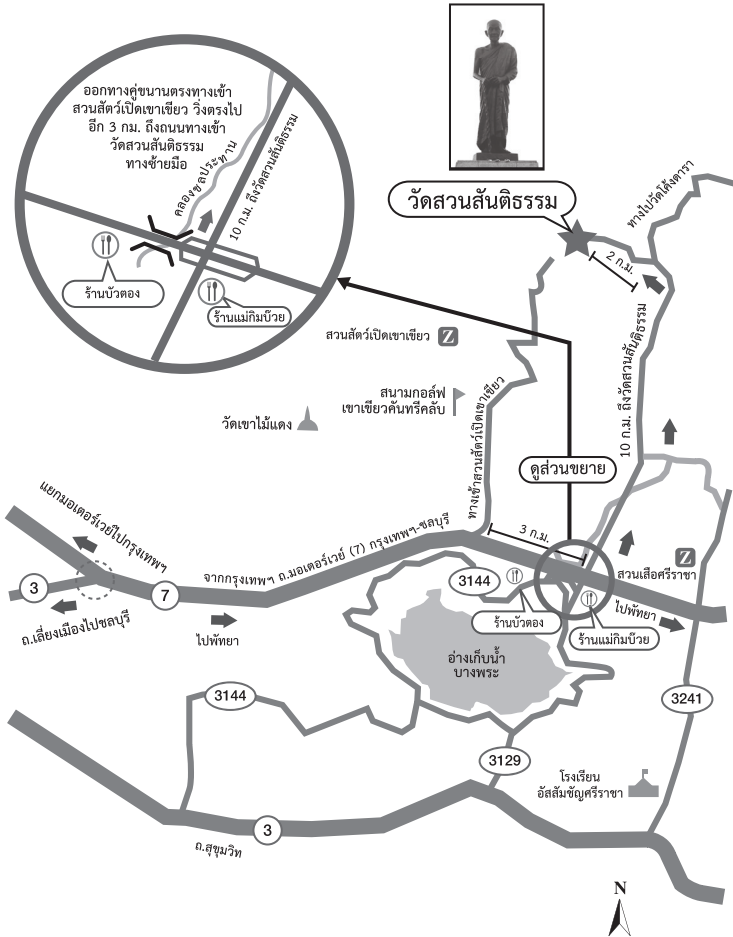 ออกทางคู่ขนานตรงทางเข้า
สวนสัตว์เปิดเขาเขียว วิ่งตรงไป
อีก 3 กม. ถึงถนนทางเข้า
วัดสวนสันติธรรม
ทางซ้ายมือ
คลองชลประทาน
10 ก.ม. ถึงวัดสวนสันติธรรม
ร้านบัวตอง
ร้านแม่กิมบ๊วย
วัดสวนสันติธรรม
ทางไปวัดโค้งดารา
2 ก.ม.
สวนสัตว์เปิดเขาเขียว
Z
สนามกอล์ฟ
เขาเขียวคันทรีคลับ
วัดเขาไม้แดง
ทางเข้าสวนสัตว์เปิดเขาเขียว
10 ก.ม. ถึงวัดสวนสันติธรรม
ดูส่วนขยาย
แยกมอเตอร์เวย์ไปกรุงเทพฯ
จากกรุงเทพฯ ถ.มอเตอร์เวย์ (7) กรุงเทพฯ-ชลบุรี
3 ก.ม.
Z
สวนเสือศรีราชา
3
7
3144
ถ.เลี่ยงเมืองไปชลบุรี
ไปพัทยา
ร้านบัวตอง
ร้านแม่กิมบ๊วย
ไปพัทยา
อ่างเก็บน้ำ
บางพระ
3144
3241
3129
โรงเรียน
อัสสัมชัญศรีราชา
3
ถ.สุขุมวิท
N